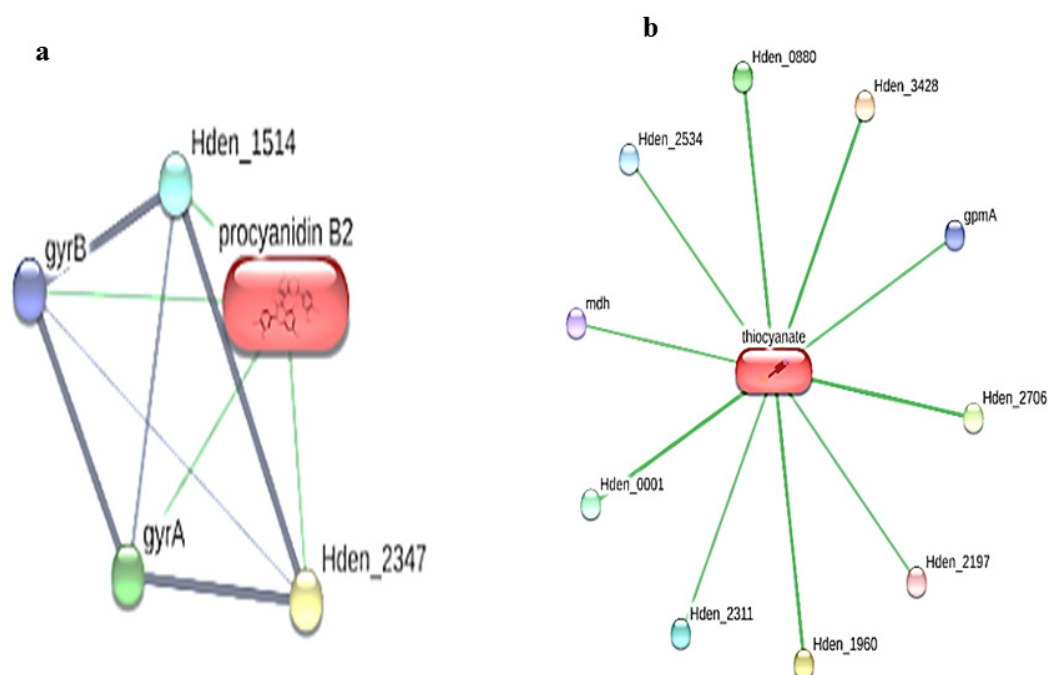 a
Hden_1514
procyanidin B2
gyrB
gyrA
Hden_2347
b
Hden_0880
Hden_3428
Hden_2534
gpmA
mdh
thiocyanate
Hden_2706
Hden_0001
Hden_2197
Hden_2311
Hden_1960